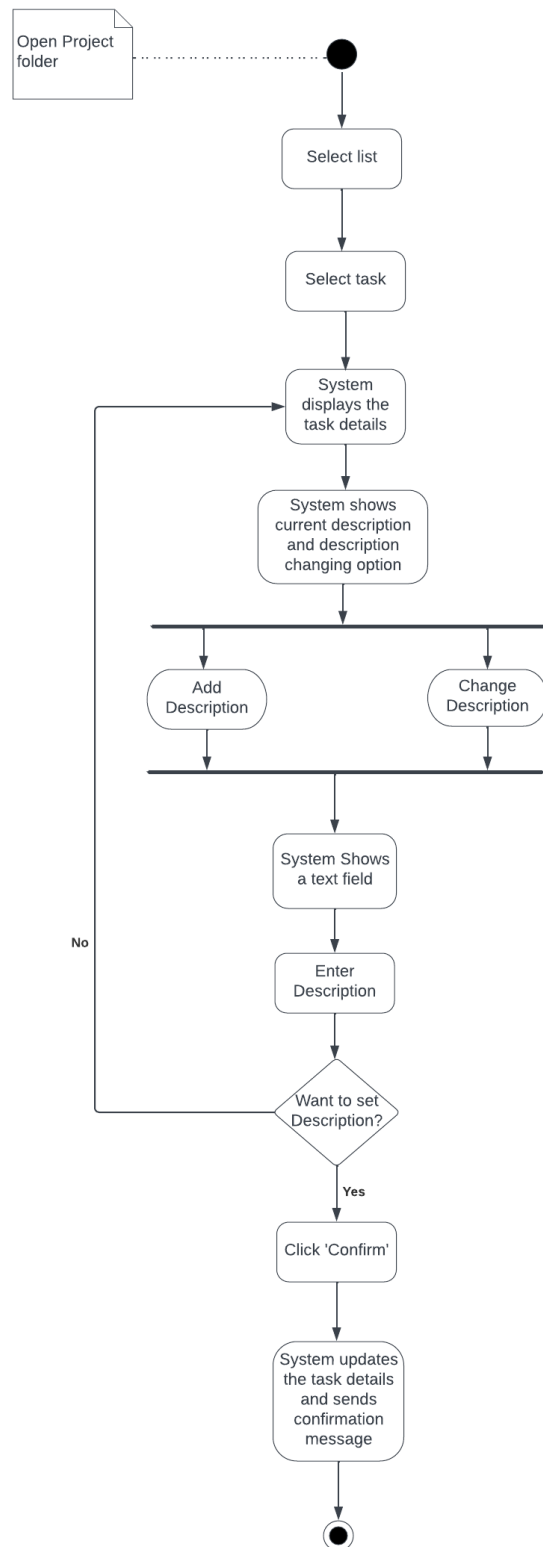 Open Project
folder
Select list
Select task
System
displays the
task details
System shows
current description
and description
changing option
Add
Description
Change
Description
System Shows
a text field
Enter
Description
No
Want to set
Description?
Yes
Click 'Confirm'
System updates
the task details
and sends
confirmation
message